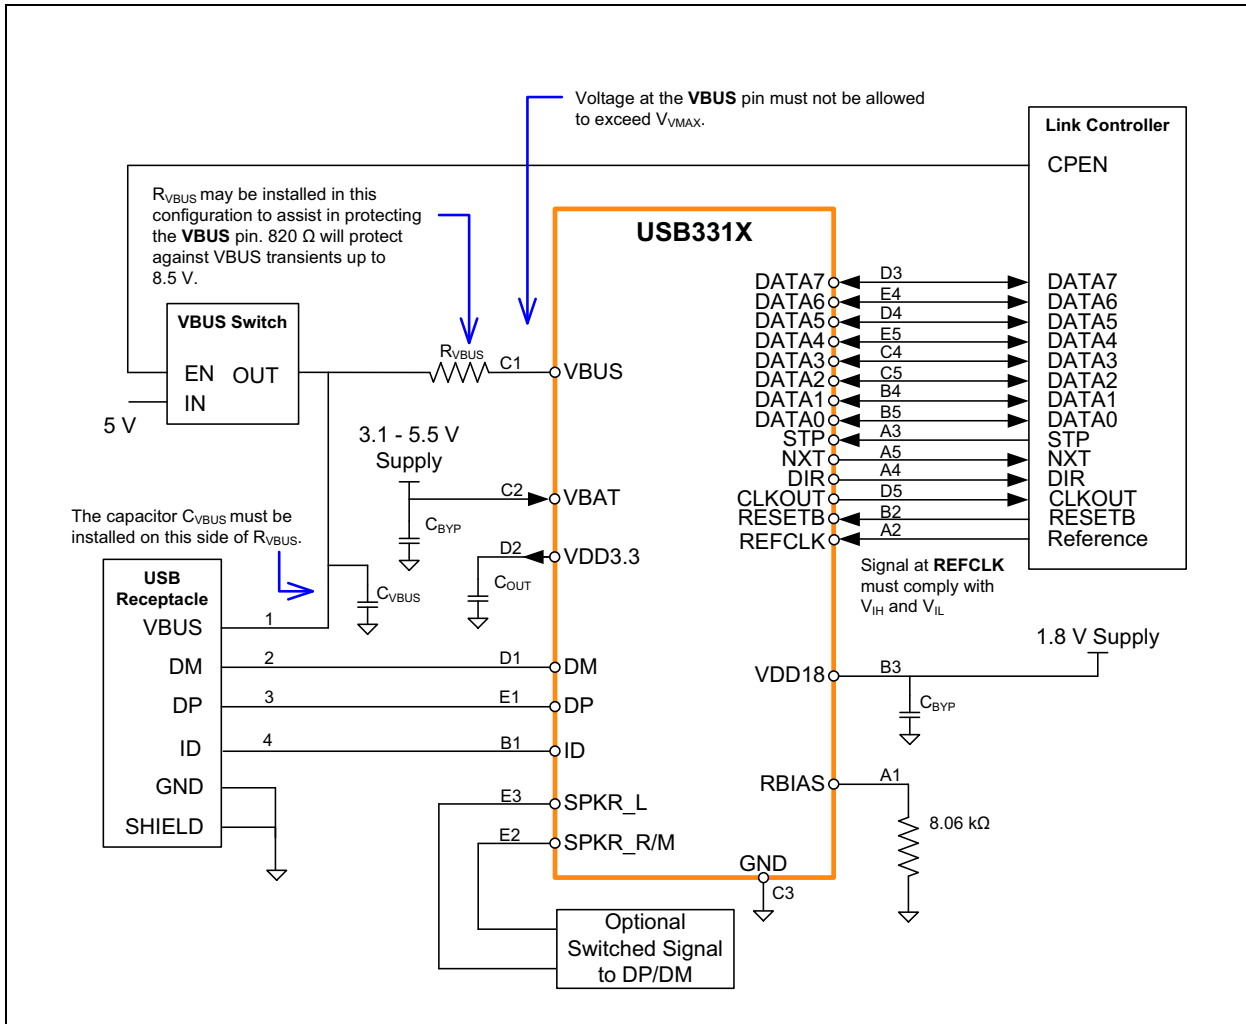 Voltage at the VBUS pin must not be allowed
to exceed VVMAX.
Link Controller
CPEN
RVBUS may be installed in this
configuration to assist in protecting
the VBUS pin. 820 Ω will protect
against VBUS transients up to
8.5 V.
USB331X
VBUS Switch
EN OUT
IN
5 V
RVBUS
C1
VBUS
DATA7 D3 DATA7
DATA6 E4 DATA6
DATA5 D4 DATA5
DATA4 E5 DATA4
DATA3 C4 DATA3
DATA2 C5 DATA2
DATA1 B4 DATA1
DATA0 B5 DATA0
STP A3 STP
NXT A5 NXT
DIR A4 DIR
CLKOUT D5 CLKOUT
RESETB B2 RESETB
REFCLK A2 Reference
3.1 - 5.5 V
Supply
C2 VBAT
CBYP
D2 VDD3.3
COUT
The capacitor CVBUS must be
installed on this side of RVBUS.
CVBUS
Signal at REFCLK
must comply with
VIH and VIL
USB
Receptacle
VBUS 1
DM 2 D1 DM
DP 3 E1 DP
ID 4 B1 ID
GND
SHIELD
1.8 V Supply
VDD18 B3
CBYP
RBIAS A1
8.06 kΩ
E3 SPKR_L
E2 SPKR_R/M
GND
C3
Optional
Switched Signal
to DP/DM